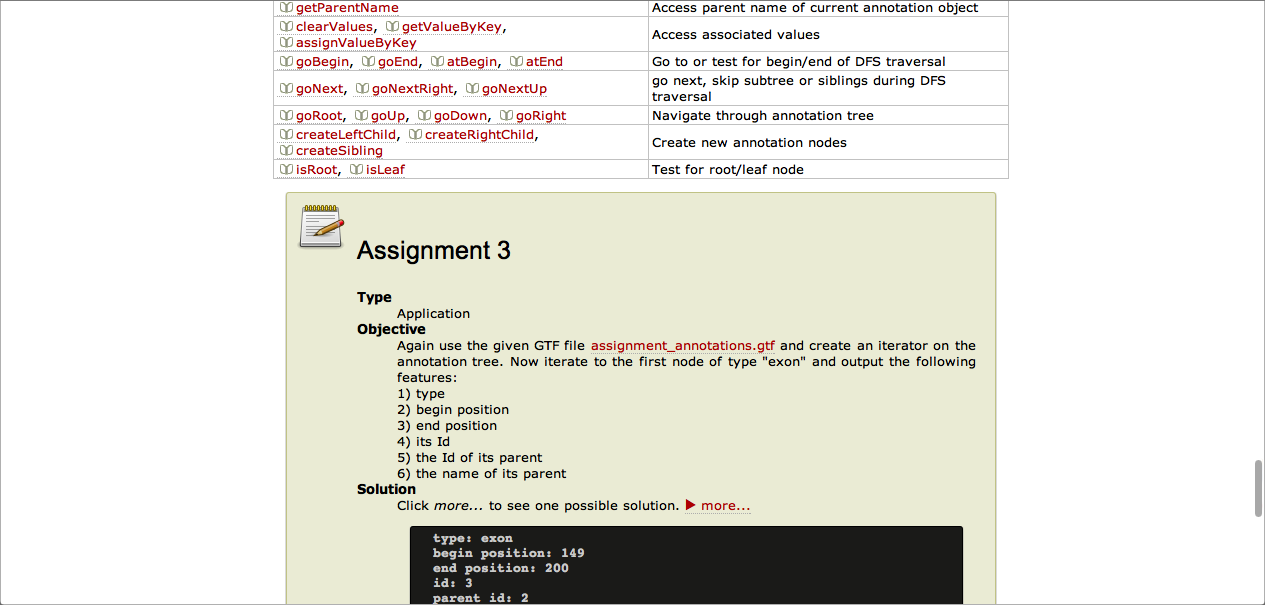 getParentName Access parent name of current annotation object
clearValues, getValueByKey,
assignValueByKey
Access associated values
goBegin, goEnd, atBegin, atEnd Go to or test for begin/end of DFS traversal
goNext, goNextRight, goNextUp
go next, skip subtree or siblings during DFS
traversal
goRoot, goUp, goDown, goRight Navigate through annotation tree
createLeftChild, createRightChild,
createSibling
Create new annotation nodes
isRoot, isLeaf Test for root/leaf node
Assignment 3
Type
Application
Objective
Again use the given GTF file assignment_annotations.gtf and create an iterator on the
annotation tree. Now iterate to the first node of type "exon" and output the following
features:
1) type
2) begin position
3) end position
4) its Id
5) the Id of its parent
6) the name of its parent
Solution
Click more... to see one possible solution. more...
type: exon
begin position: 149
end position: 200
id: 3
parent id: 2